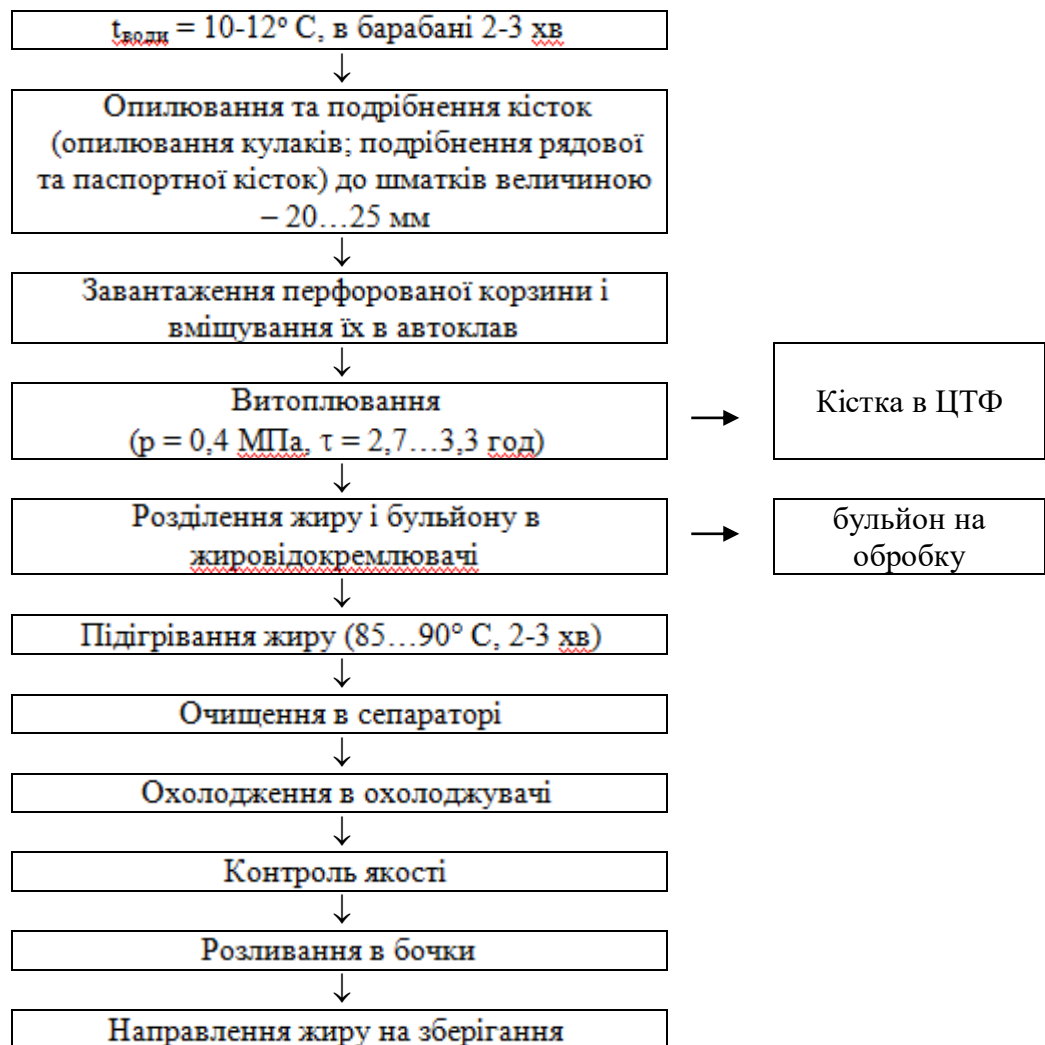 tводи = 10-12° С, в барабані 2-3 хв
↓
Опилювання та подрібнення кісток
(опилювання кулаків; подрібнення рядової
та паспортної кісток) до шматків величиною
– 20…25 мм
↓
Завантаження перфорованої корзини і
вміщування їх в автоклав
↓
Витоплювання
(р = 0,4 МПа, τ = 2,7…3,3 год)
→
Кістка в ЦТФ
↓
Розділення жиру і бульйону в
жировідокремлювачі
→
бульйон на
обробку
↓
Підігрівання жиру (85…90° С, 2-3 хв)
↓
Очищення в сепараторі
↓
Охолодження в охолоджувачі
↓
Контроль якості
↓
Розливання в бочки
↓
Направлення жиру на зберігання